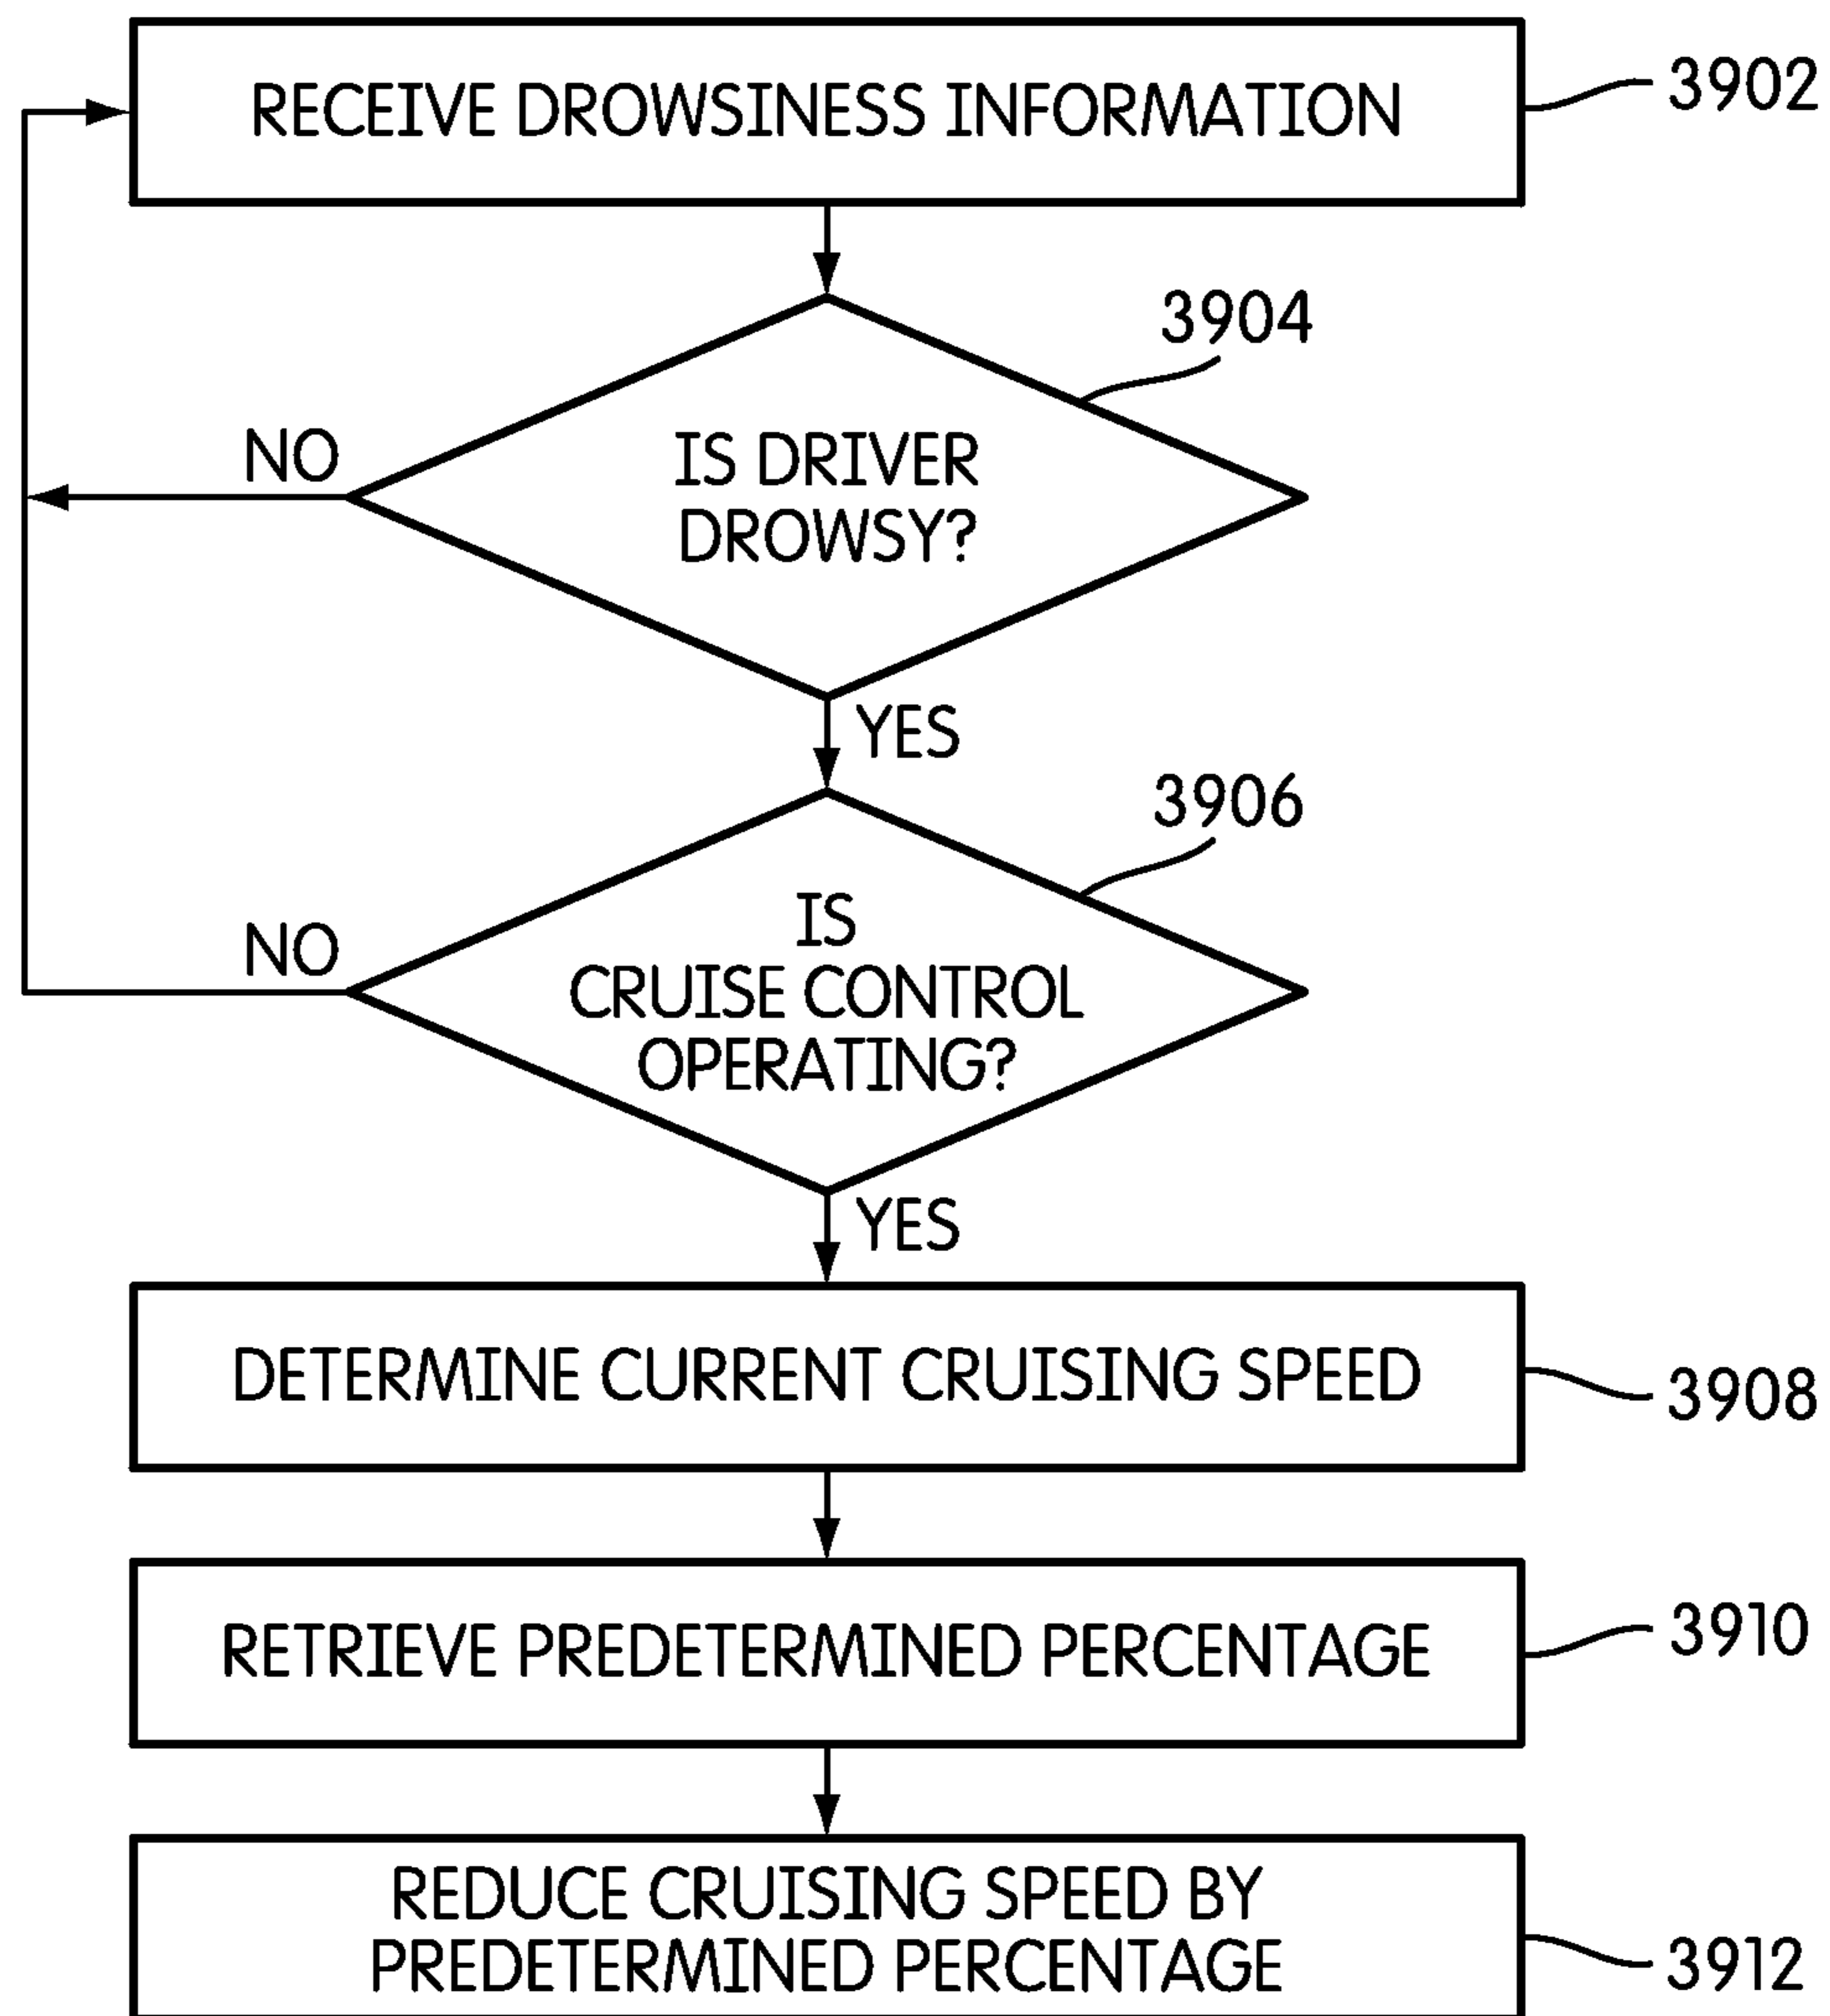 RECEIVE DROWSINESS INFORMATION
3902
3904
IS DRIVER
DROWSY?
NO
YES
3906
IS
CRUISE CONTROL
OPERATING?
NO
YES
DETERMINE CURRENT CRUISING SPEED
3908
RETRIEVE PREDETERMINED PERCENTAGE
3910
REDUCE CRUISING SPEED BY
PREDETERMINED PERCENTAGE
3912